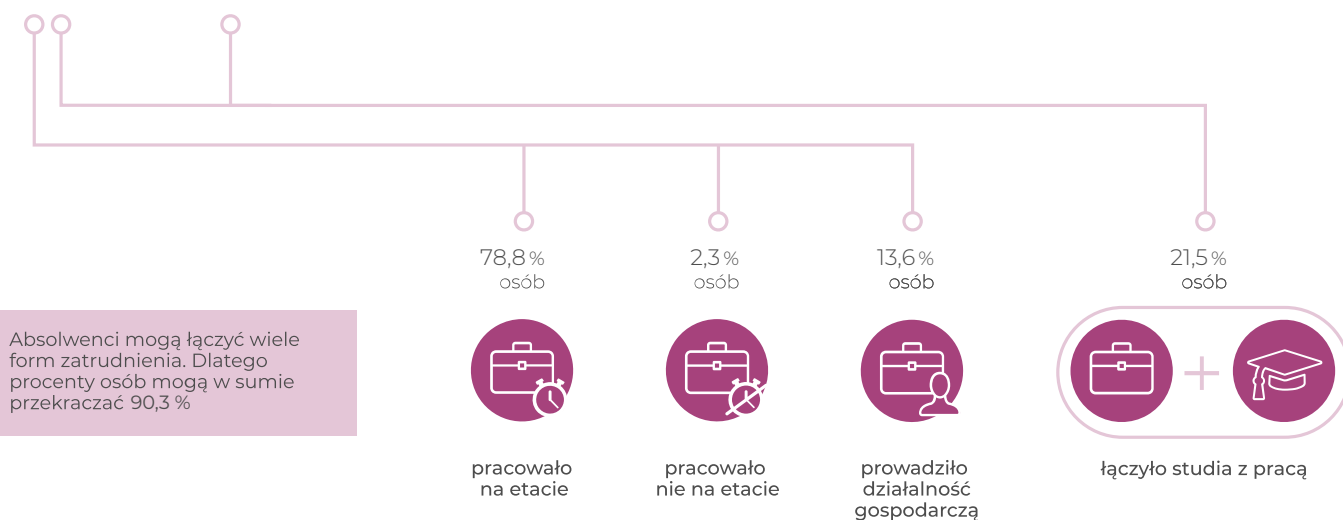 78,8 %
osób
2,3 %
osób
13,6 %
osób
21,5 %
osób
Absolwenci mogą łączyć wiele
form zatrudnienia. Dlatego
procenty osób mogą w sumie
przekraczać 90,3 %
pracowało
na etacie
pracowało
nie na etacie
prowadziło
działalność
gospodarczą
łączyło studia z pracą